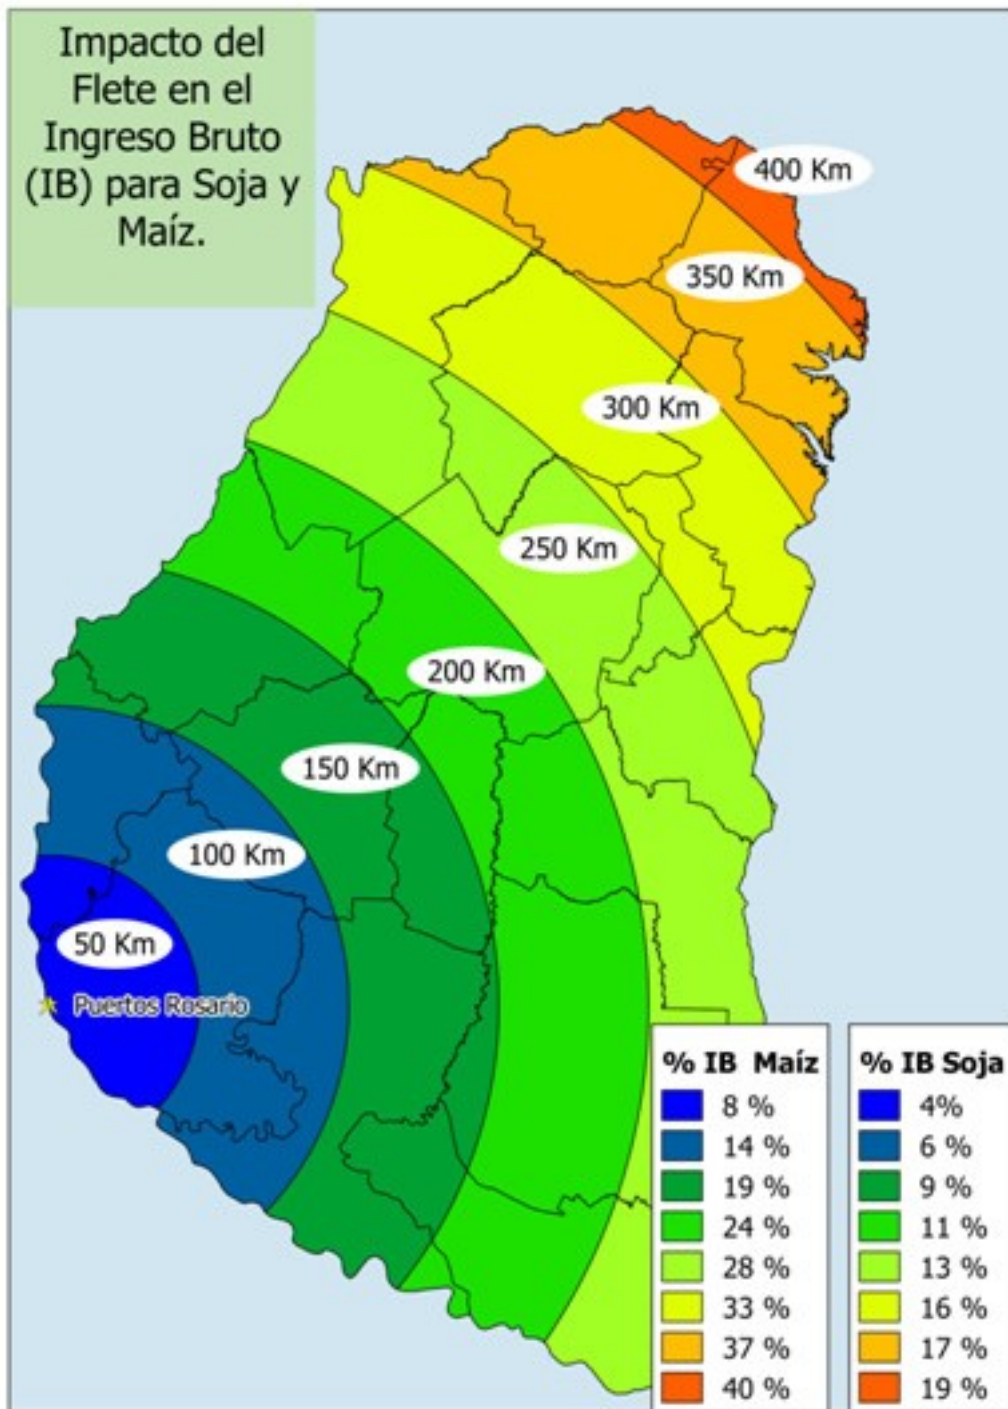 Impacto del
Flete en el
Ingreso Bruto
(IB) para Soja y
Maíz.
400 Km
350 Km
300 Km
250 Km
200 Km
150 Km
100 Km
50 Km
Puertos Rosario
% IB Maíz
8 %
14 %
19 %
24 %
28 %
33 %
37 %
40 %
% IB Soja
4%
6 %
9 %
11 %
13 %
16 %
17 %
19 %